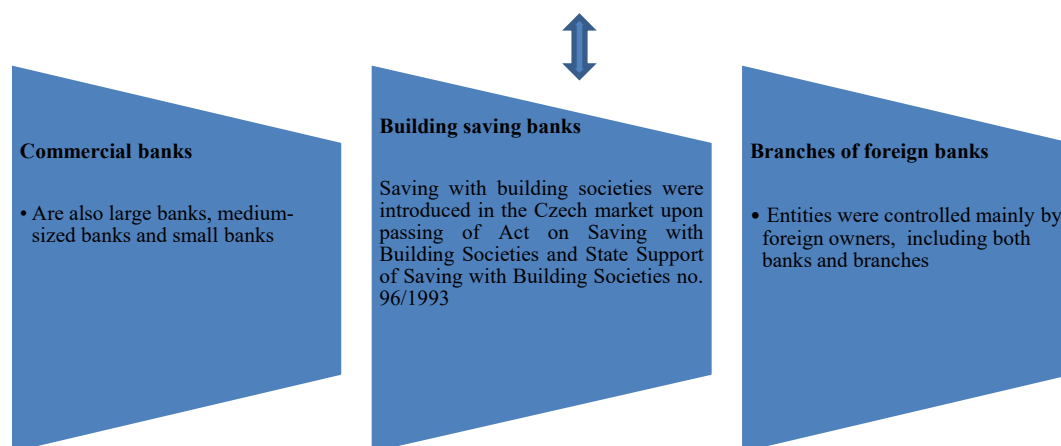 Commercial banks
• Are also large banks, medium-
sized banks and small banks
Building saving banks
Saving with building societies were
introduced in the Czech market upon
passing of Act on Saving with
Building Societies and State Support
of Saving with Building Societies no.
96/1993
Branches of foreign banks
• Entities were controlled mainly by
foreign owners, including both
banks and branches